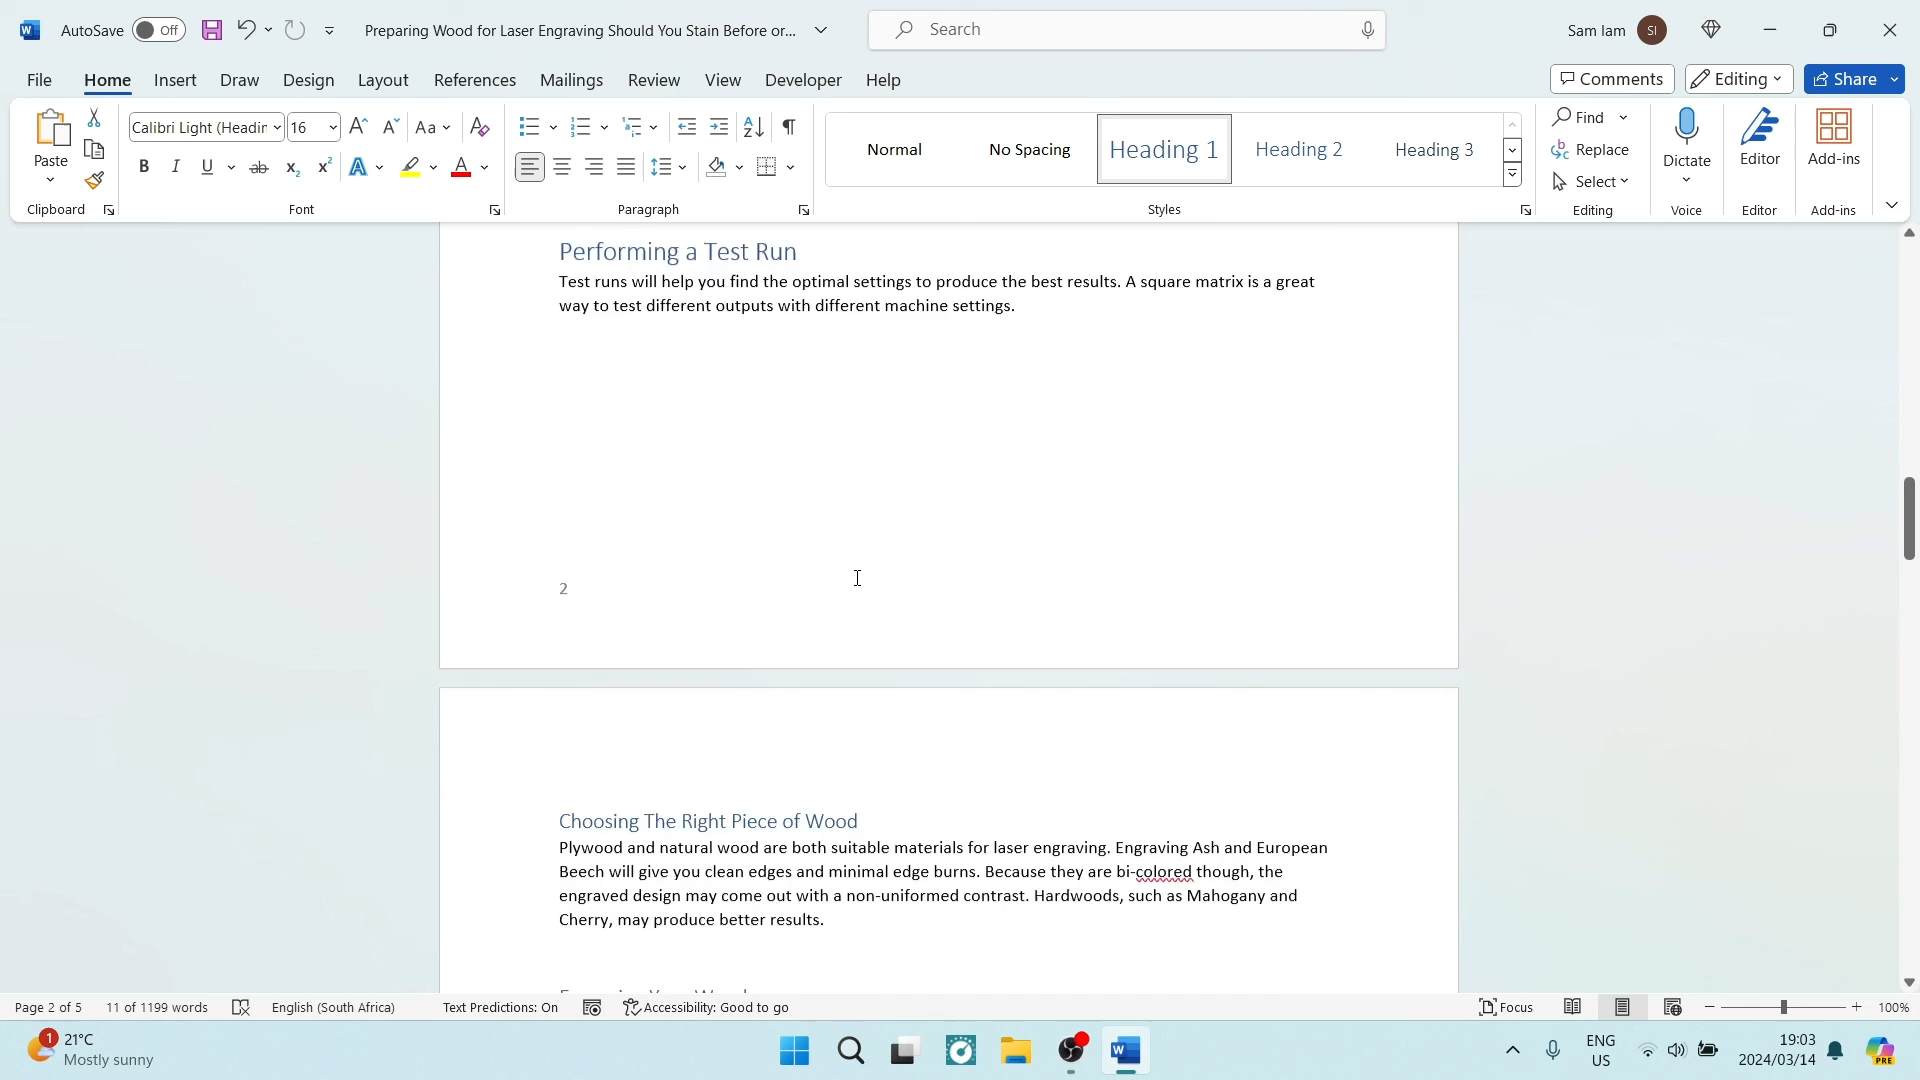 AutoSave Off Preparing Wood for Laser Engraving Should You Stain Before or... Search Sam Iam SI
File Home Insert Draw Design Layout References Mailings Review View Developer Help Comments Editing Share
Paste Calibri Light (Headin 16 Aa
Normal No Spacing Heading 1 Heading 2 Heading 3
Find Replace Select Dictate Editor Add-ins
Clipboard Font Paragraph Styles Editing Voice Editor Add-ins
Performing a Test Run
Test runs will help you find the optimal settings to produce the best results. A square matrix is a great
way to test different outputs with different machine settings.
2
Choosing The Right Piece of Wood
Plywood and natural wood are both suitable materials for laser engraving. Engraving Ash and European
Beech will give you clean edges and minimal edge burns. Because they are bi-colored though, the
engraved design may come out with a non-uniformed contrast. Hardwoods, such as Mahogany and
Cherry, may produce better results.
Page 2 of 5 11 of 1199 words English (South Africa) Text Predictions: On Accessibility: Good to go Focus 100%
1 21°C ENG 19:03
Mostly sunny US 2024/03/14 PRE